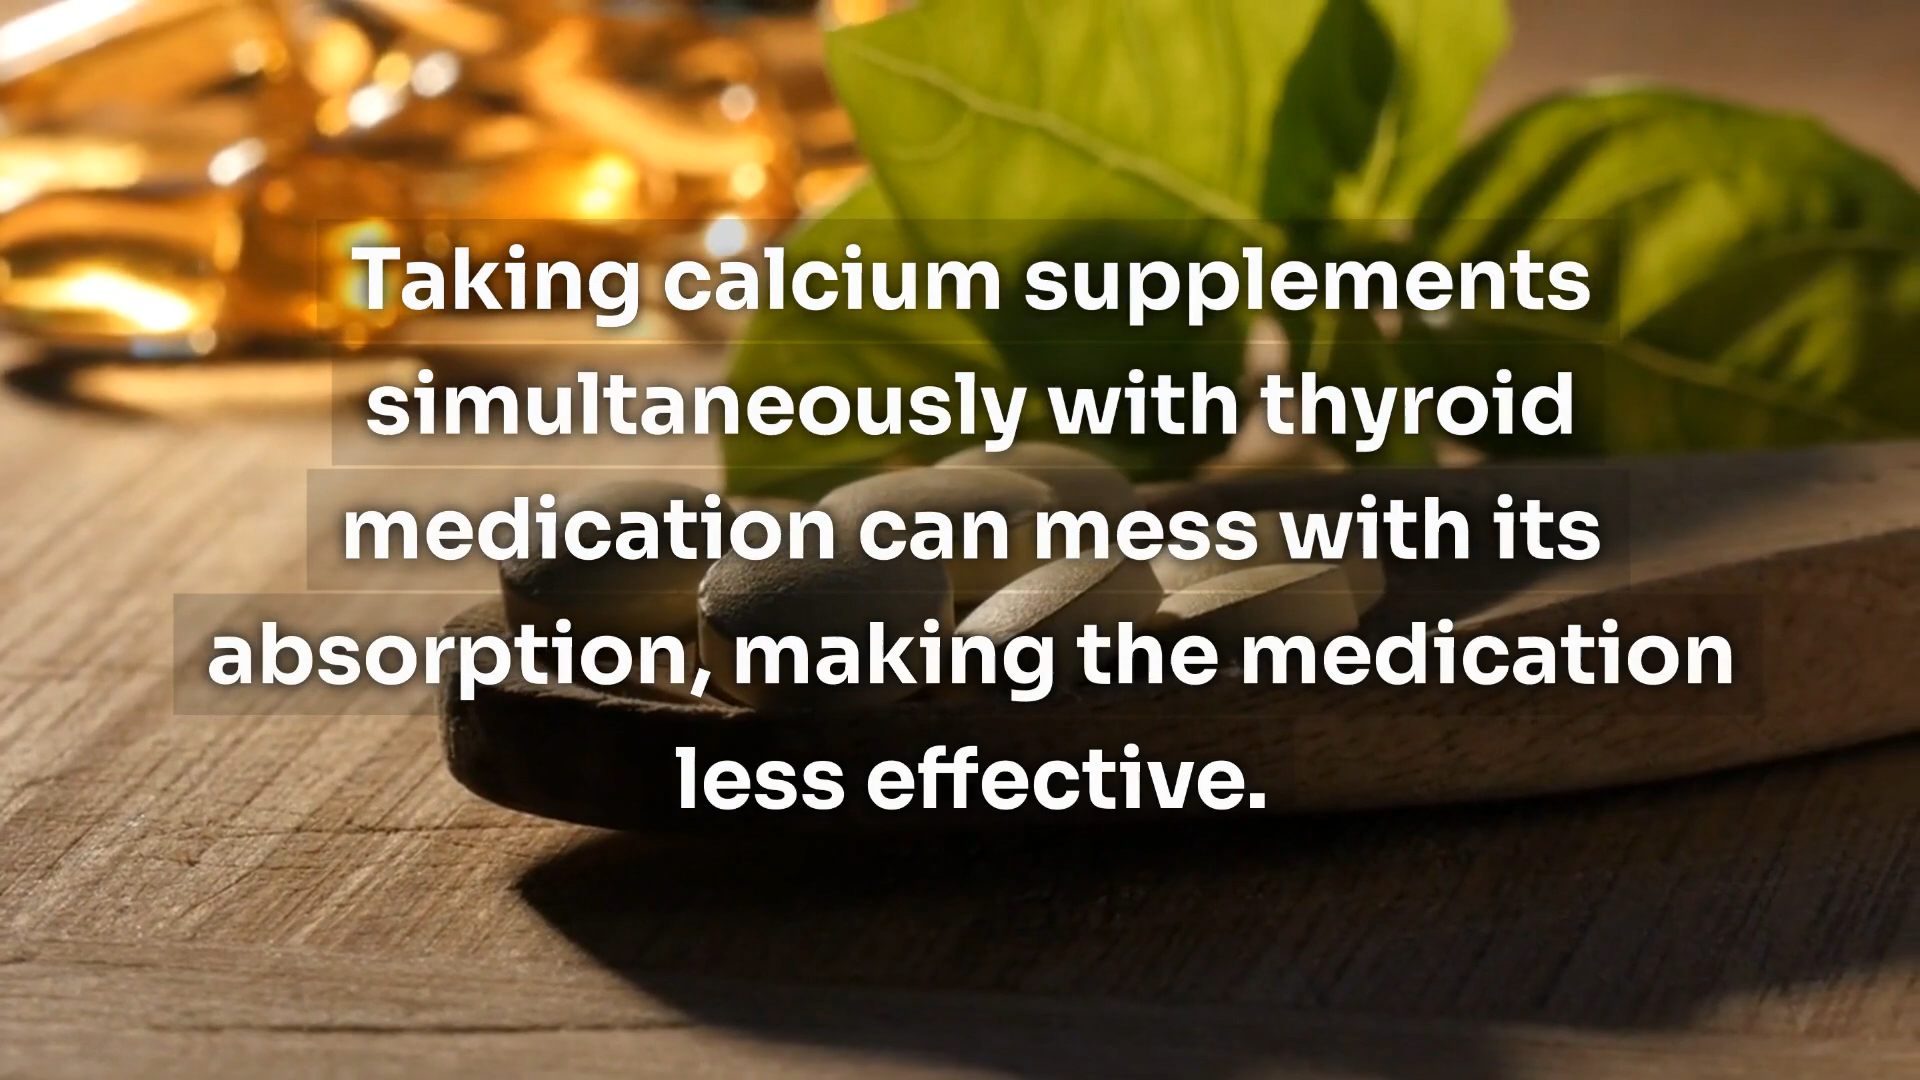 Taking calcium supplements
simultaneously with thyroid
medication can mess with its
absorption, making the medication
less effective.